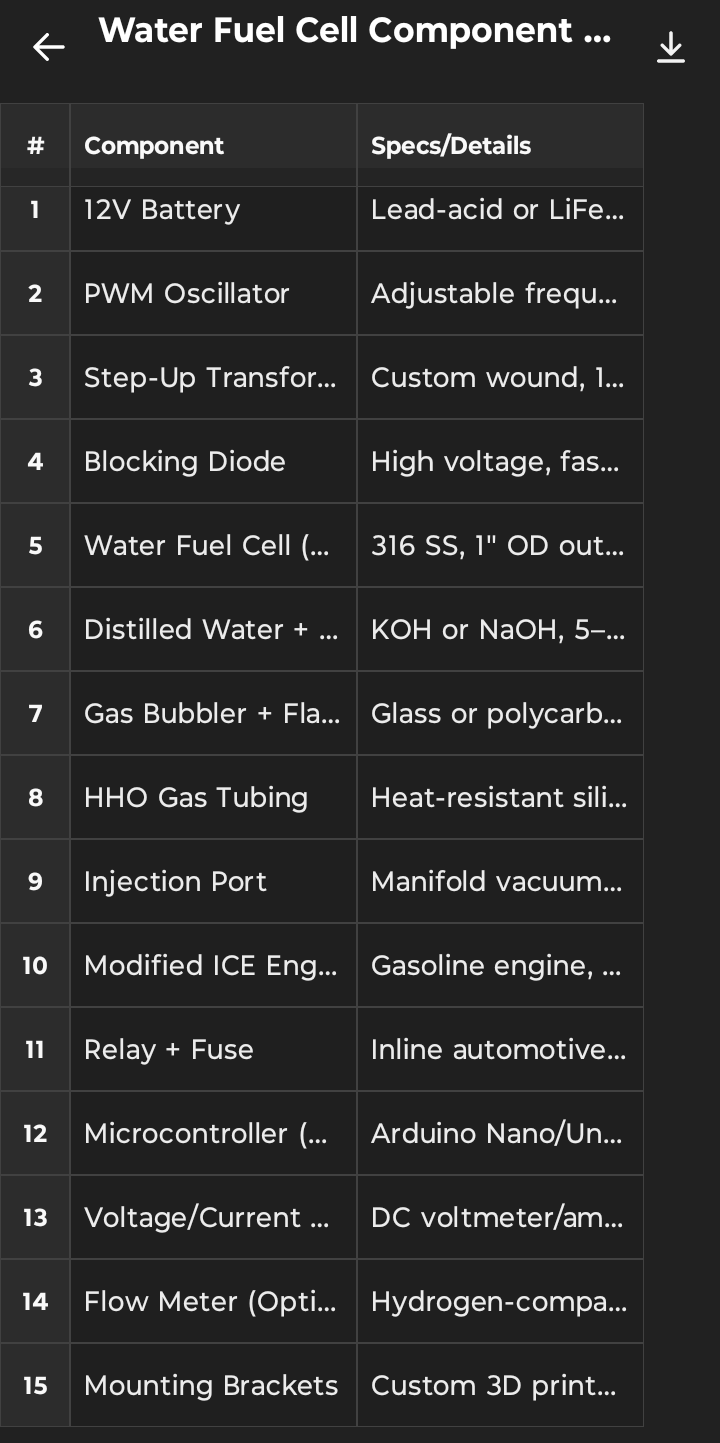 Water Fuel Cell Component ...
# Component Specs/Details
1 12V Battery Lead-acid or LiFe...
2 PWM Oscillator Adjustable frequ...
3 Step-Up Transfor... Custom wound, 1...
4 Blocking Diode High voltage, fas...
5 Water Fuel Cell (... 316 SS, 1" OD out...
6 Distilled Water + ... KOH or NaOH, 5–...
7 Gas Bubbler + Fla... Glass or polycarb...
8 HHO Gas Tubing Heat-resistant sili...
9 Injection Port Manifold vacuum...
10 Modified ICE Eng... Gasoline engine, ...
11 Relay + Fuse Inline automotive...
12 Microcontroller (... Arduino Nano/Un...
13 Voltage/Current ... DC voltmeter/am...
14 Flow Meter (Opti... Hydrogen-compa...
15 Mounting Brackets Custom 3D print...